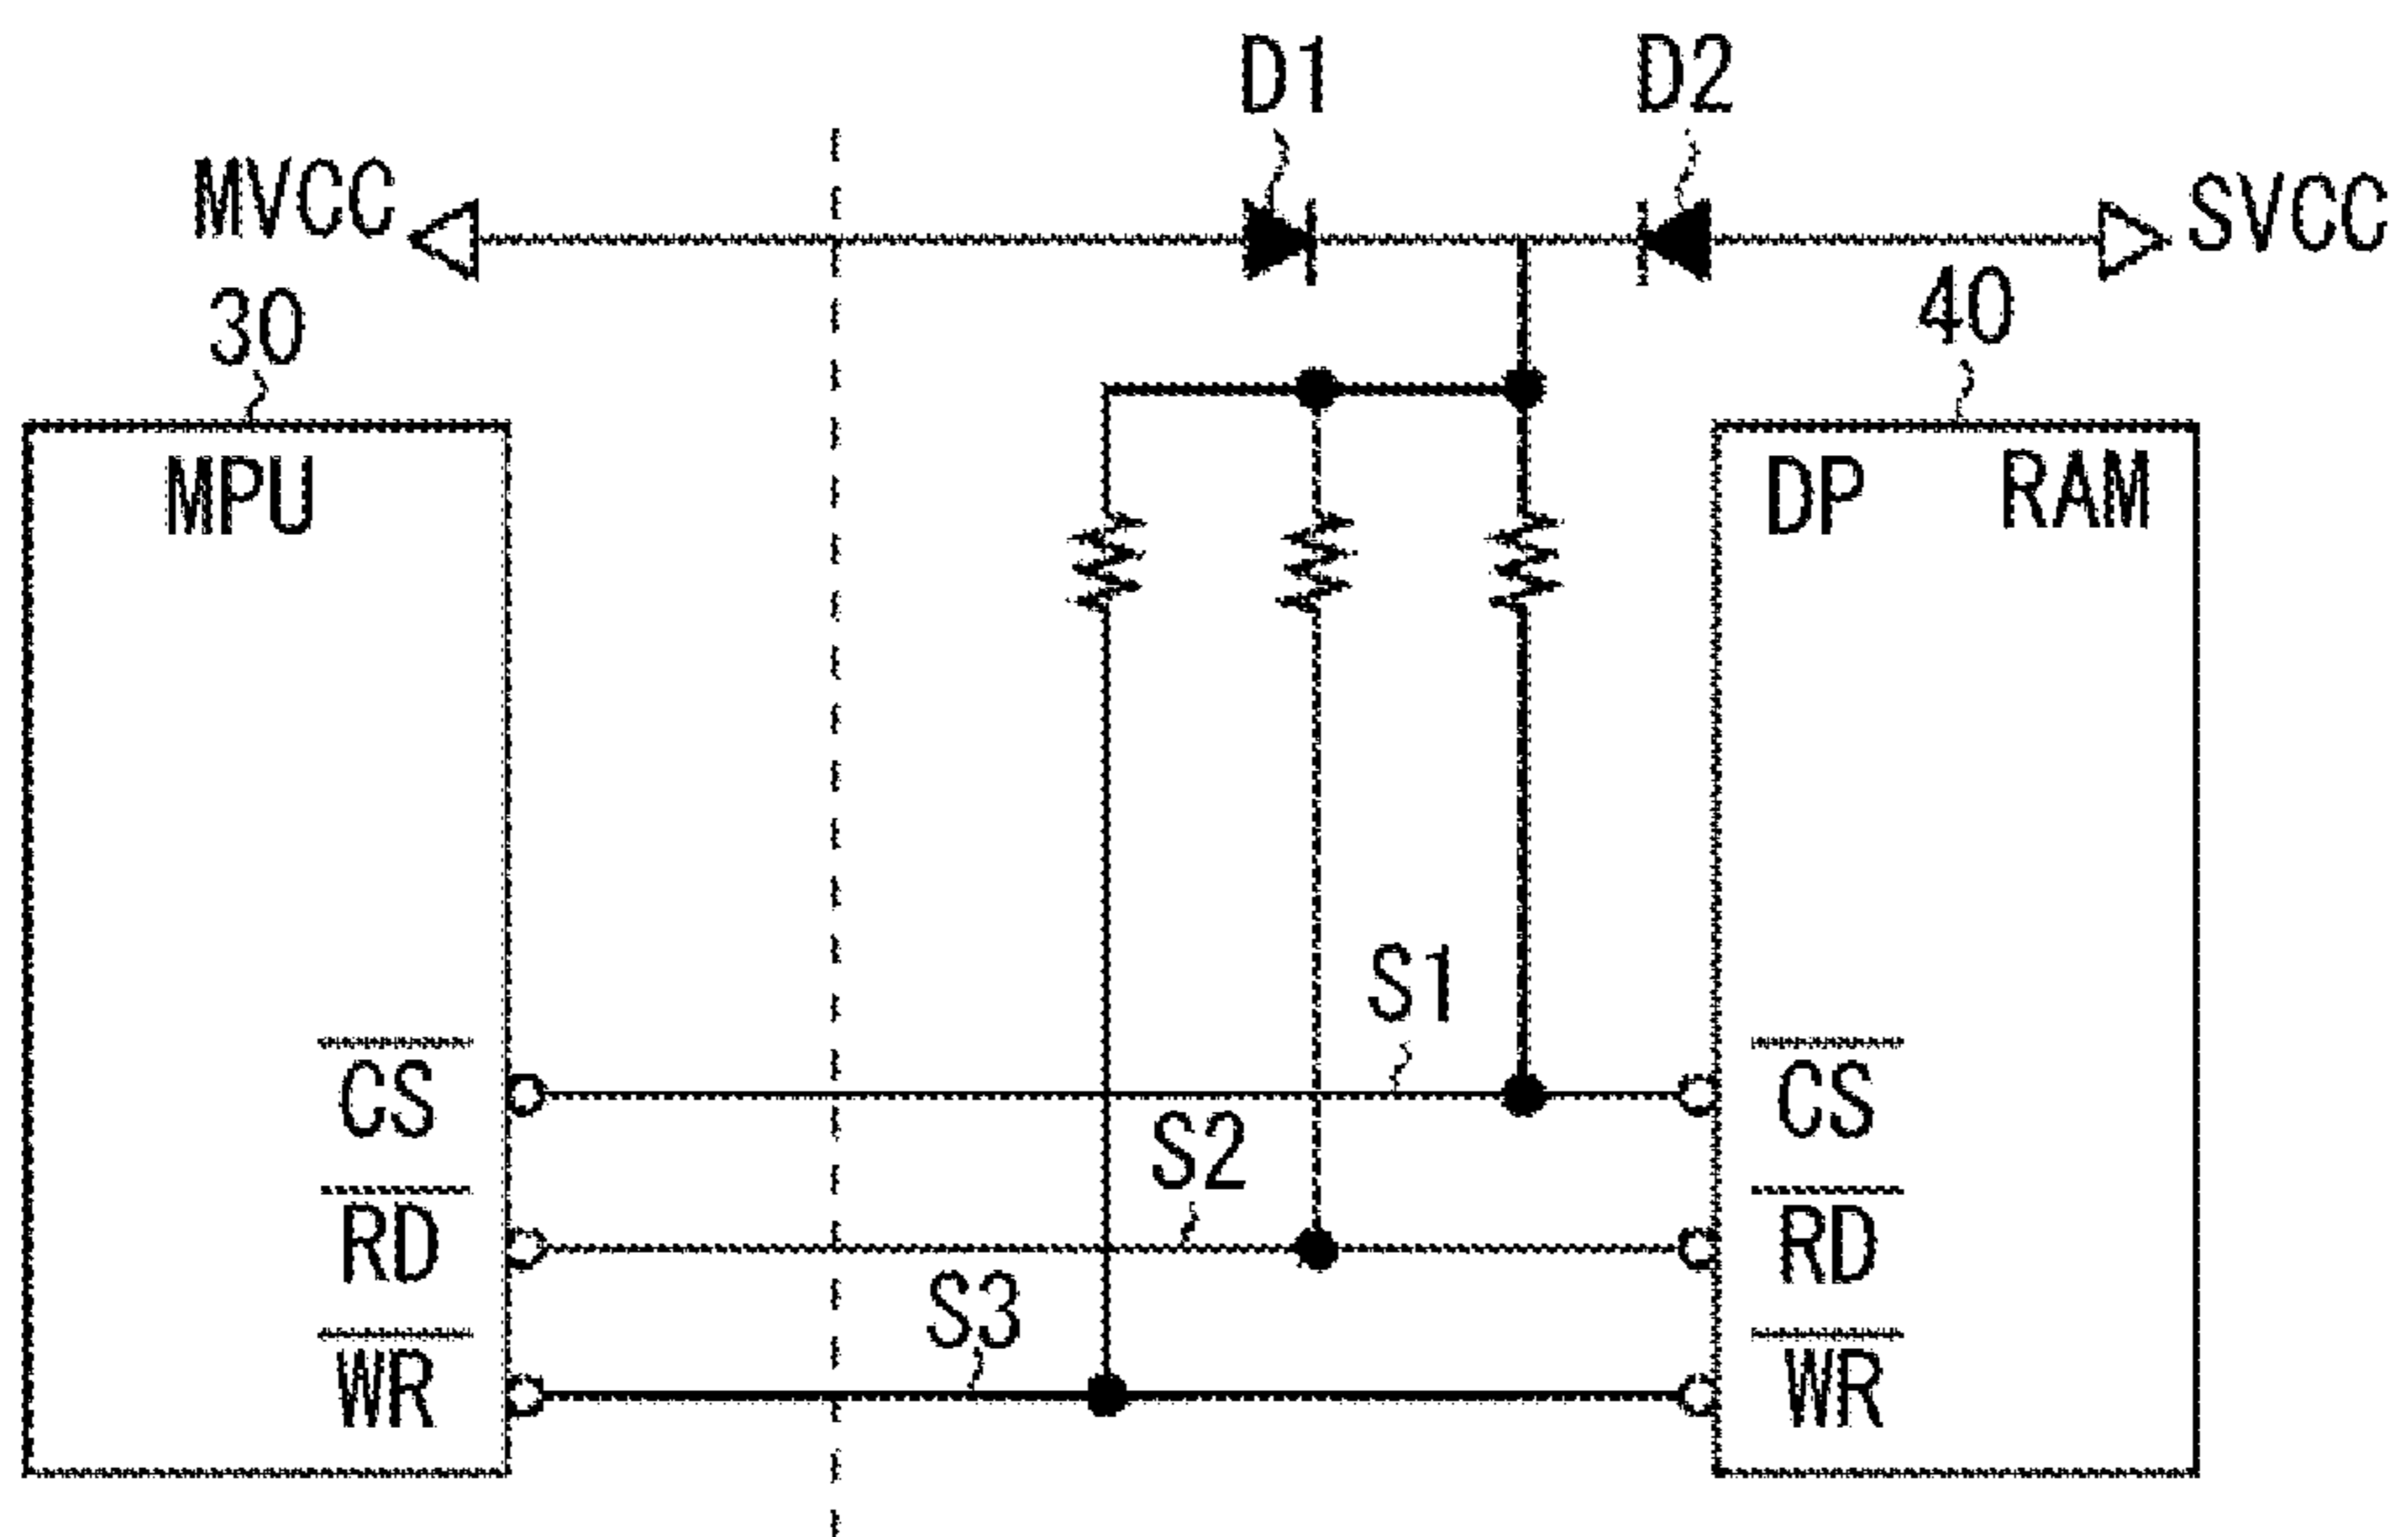 D1 D2
MVCC SVCC
30 40
MPU DP RAM
S1
CS CS
S2
RD RD
S3
WR WR